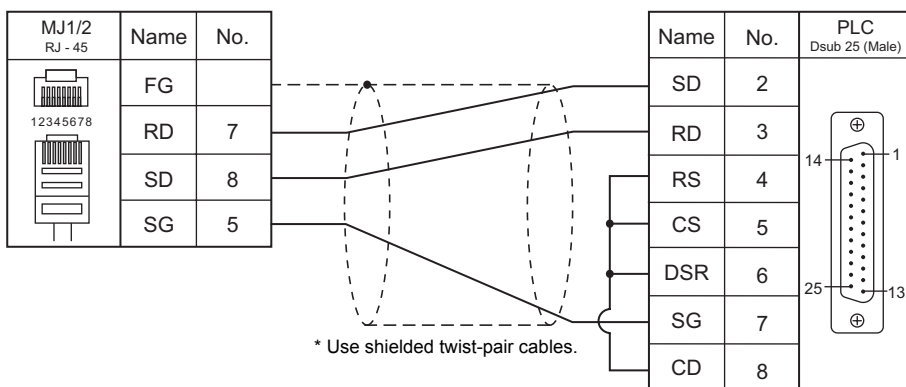 MJ1/2
RJ - 45
Name No.
FG
RD 7
SD 8
SG 5
12345678
* Use shielded twist-pair cables.
Name No.
PLC
Dsub 25 (Male)
SD 2
RD 3
RS 4
CS 5
DSR 6
SG 7
CD 8
14 1
25 13